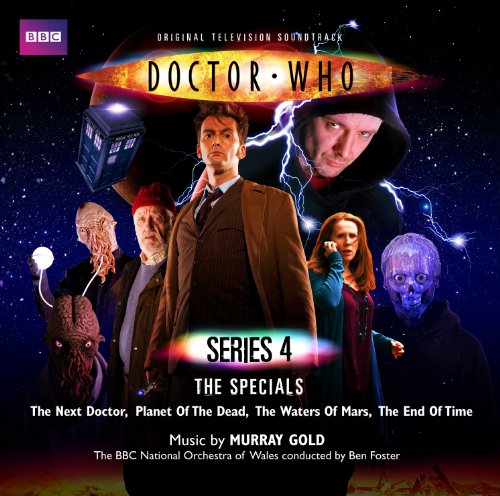 BBC
ORIGINAL TELEVISION SOUNDTRACK
DOCTOR · WHO
SERIES 4
THE SPECIALS
The Next Doctor, Planet Of The Dead, The Waters Of Mars, The End Of Time
Music by MURRAY GOLD
The BBC National Orchestra of Wales conducted by Ben Foster